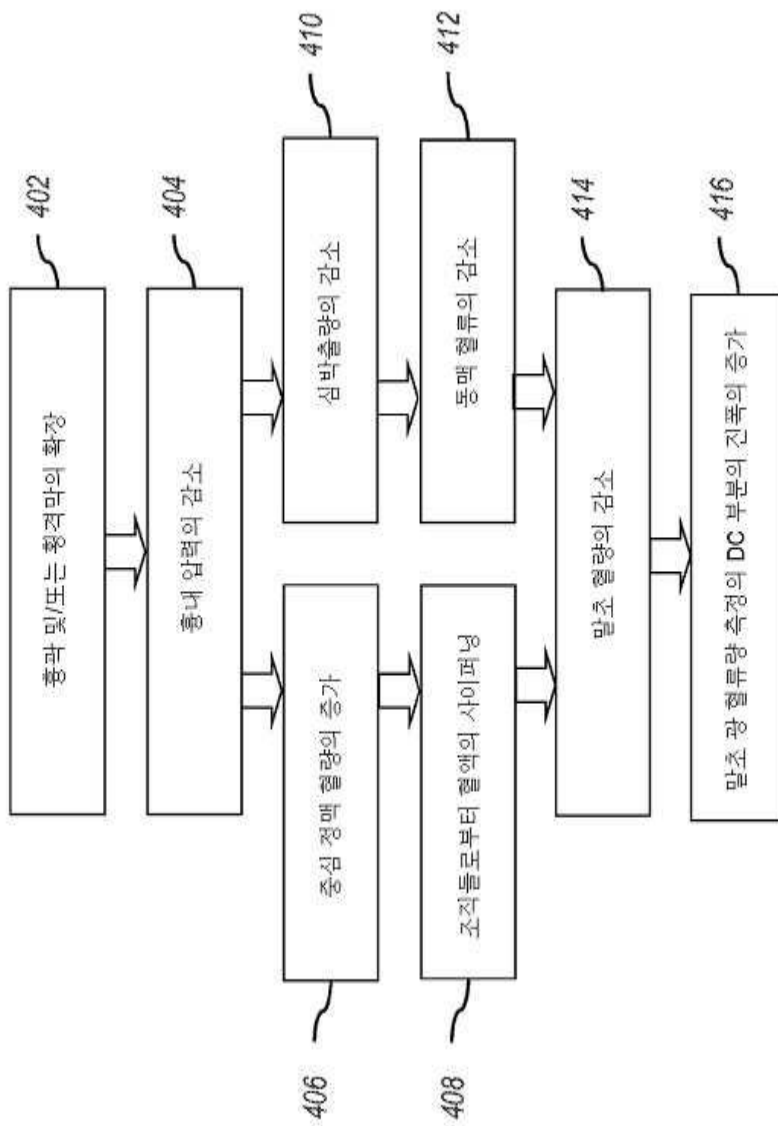 흉곽 및/또는 횡격막의 확장
402
흉내 압력의 감소
404
406
중심 정맥 혈량의 증가
심박출량의 감소
410
408
조직들로부터 혈액의 사이퍼닝
동맥 혈류의 감소
412
말초 혈량의 감소
414
말초 광 혈류량 측정의 DC 부분의 진폭의 증가
416